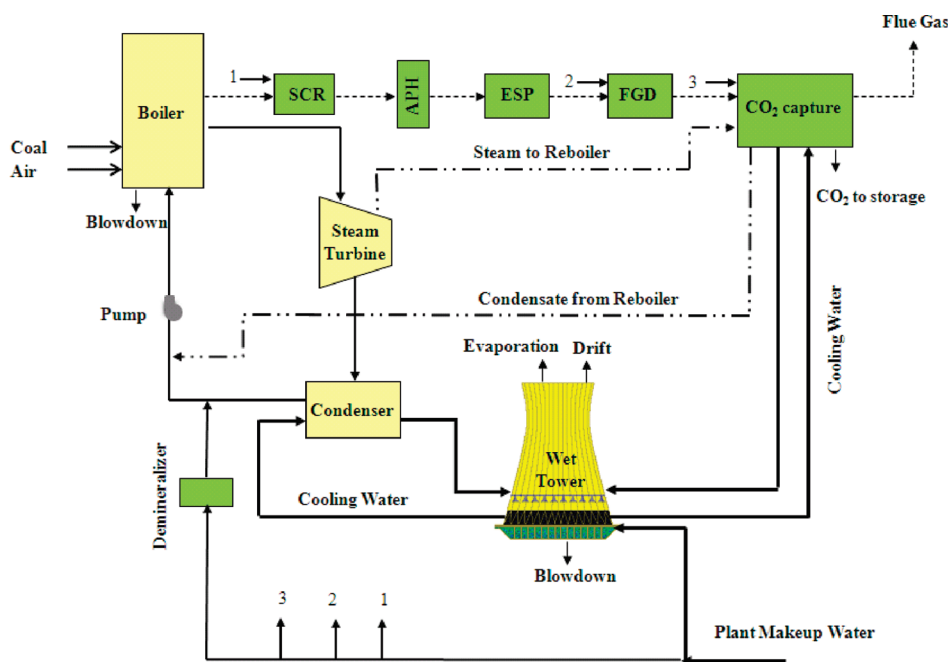 Flue Gas
1
2
3
SCR
APH
ESP
FGD
CO₂ capture
Boiler
Coal
Air
Steam to Reboiler
Blowdown
CO₂ to storage
Steam
Turbine
Pump
Condensate from Reboiler
Cooling Water
Evaporation
Drift
Condenser
Wet
Tower
Demineralizer
Cooling Water
Blowdown
3
2
1
Plant Makeup Water